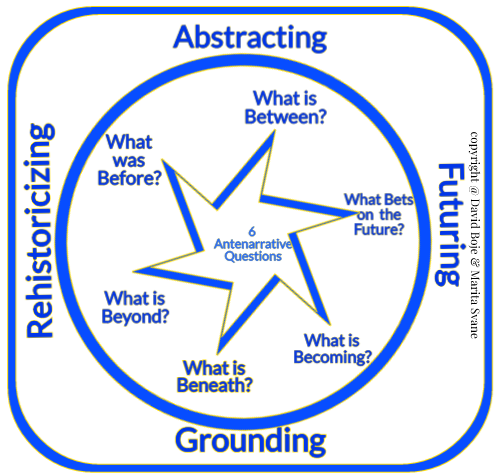 Abstracting
What is
Between?
What
was
Before?
What Bets
on the
Future?
6
Antenarrative
Questions
What is
Beyond?
What is
Becoming?
What is
Beneath?
Grounding
Rehistoricizing
Futuring
copyright @ David Boje & Marita Svane